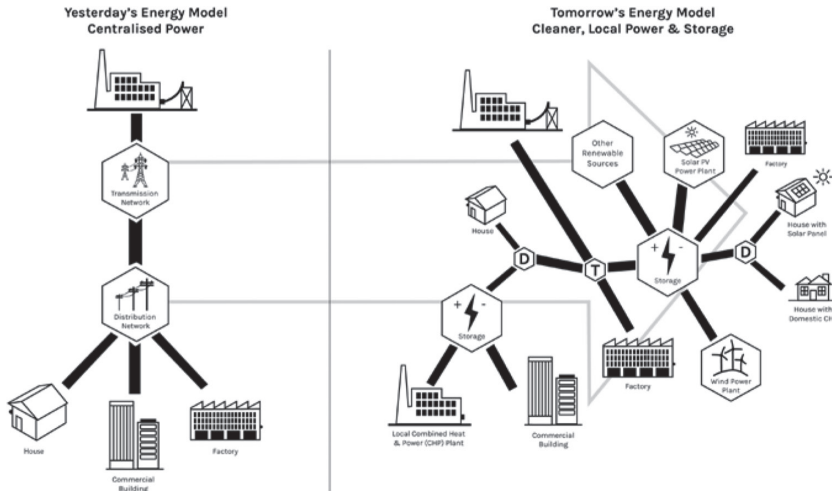 Yesterday's Energy Model
Centralised Power
Transmission
Network
Distribution
Network
House
Commercial
Building
Factory
Tomorrow's Energy Model
Cleaner, Local Power & Storage
Other
Renewable
Sources
Solar PV
Power Plant
Factory
House
House with
Solar Panel
D
T
+ -
Storage
D
+ -
Storage
House with
Domestic
Factory
Wind Power
Plant
Local Combined Heat
& Power (CHP) Plant
Commercial
Building